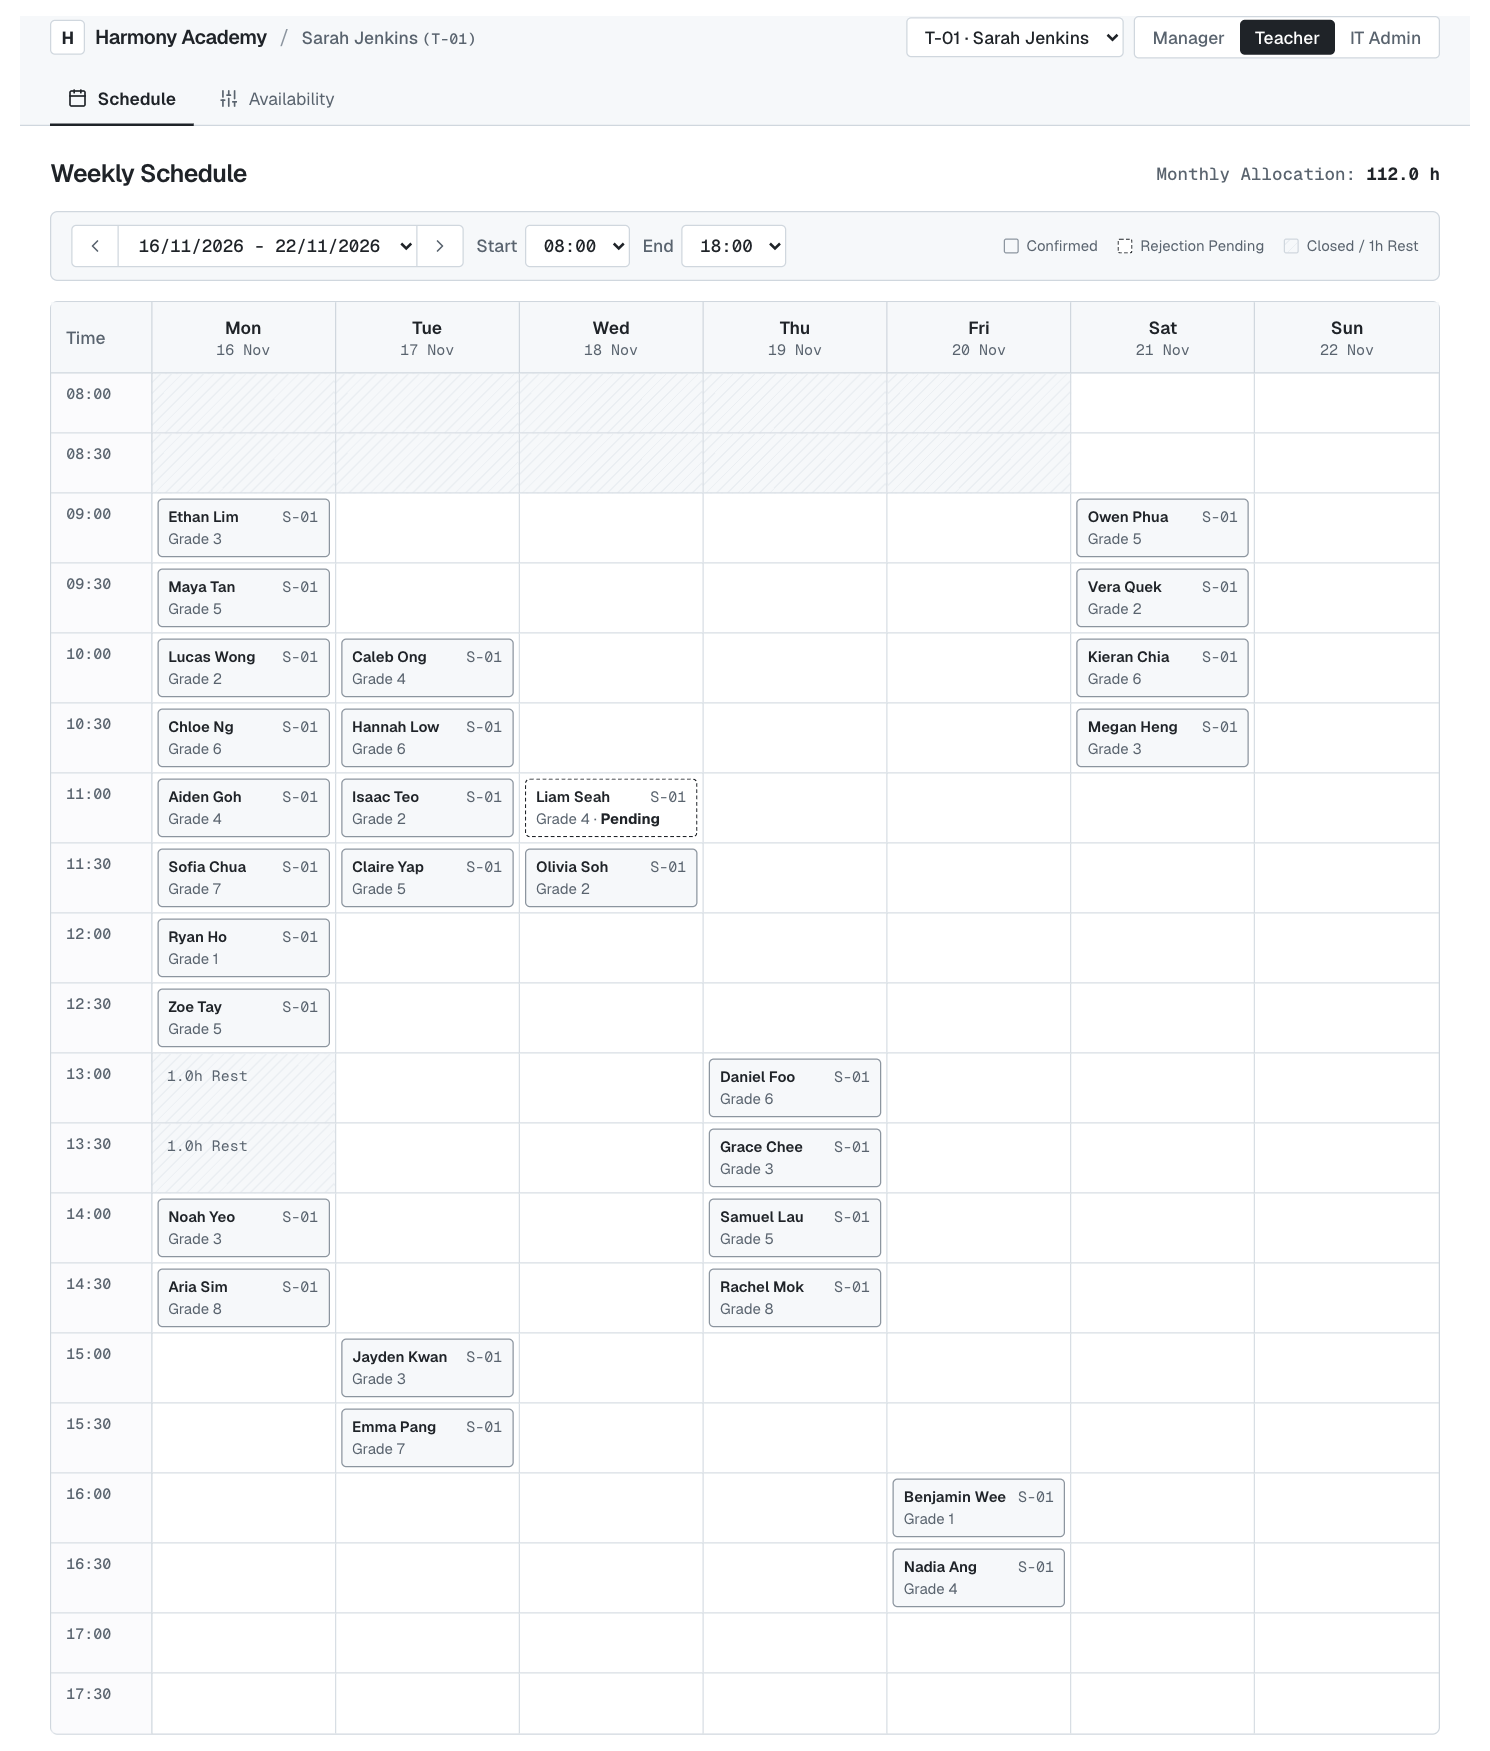 H Harmony Academy / Sarah Jenkins (T-01) T-01 · Sarah Jenkins Manager Teacher IT Admin
Schedule Availability
Weekly Schedule Monthly Allocation: 112.0 h
16/11/2026 - 22/11/2026 Start 08:00 End 18:00 Confirmed Rejection Pending Closed / 1h Rest
Time Mon Tue Wed Thu Fri Sat Sun
16 Nov 17 Nov 18 Nov 19 Nov 20 Nov 21 Nov 22 Nov
08:00
08:30
09:00 Ethan Lim S-01 Owen Phua S-01
Grade 3 Grade 5
09:30 Maya Tan S-01 Vera Quek S-01
Grade 5 Grade 2
10:00 Lucas Wong S-01 Caleb Ong S-01 Kieran Chia S-01
Grade 2 Grade 4 Grade 6
10:30 Chloe Ng S-01 Hannah Low S-01 Megan Heng S-01
Grade 6 Grade 6 Grade 3
11:00 Aiden Goh S-01 Isaac Teo S-01 Liam Seah S-01
Grade 4 Grade 2 Grade 4 · Pending
11:30 Sofia Chua S-01 Claire Yap S-01 Olivia Soh S-01
Grade 7 Grade 5 Grade 2
12:00 Ryan Ho S-01
Grade 1
12:30 Zoe Tay S-01
Grade 5
13:00 1.0h Rest Daniel Foo S-01
Grade 6
13:30 1.0h Rest Grace Chee S-01
Grade 3
14:00 Noah Yeo S-01 Samuel Lau S-01
Grade 3 Grade 5
14:30 Aria Sim S-01 Rachel Mok S-01
Grade 8 Grade 8
15:00 Jayden Kwan S-01
Grade 3
15:30 Emma Pang S-01
Grade 7
16:00 Benjamin Wee S-01
Grade 1
16:30 Nadia Ang S-01
Grade 4
17:00
17:30